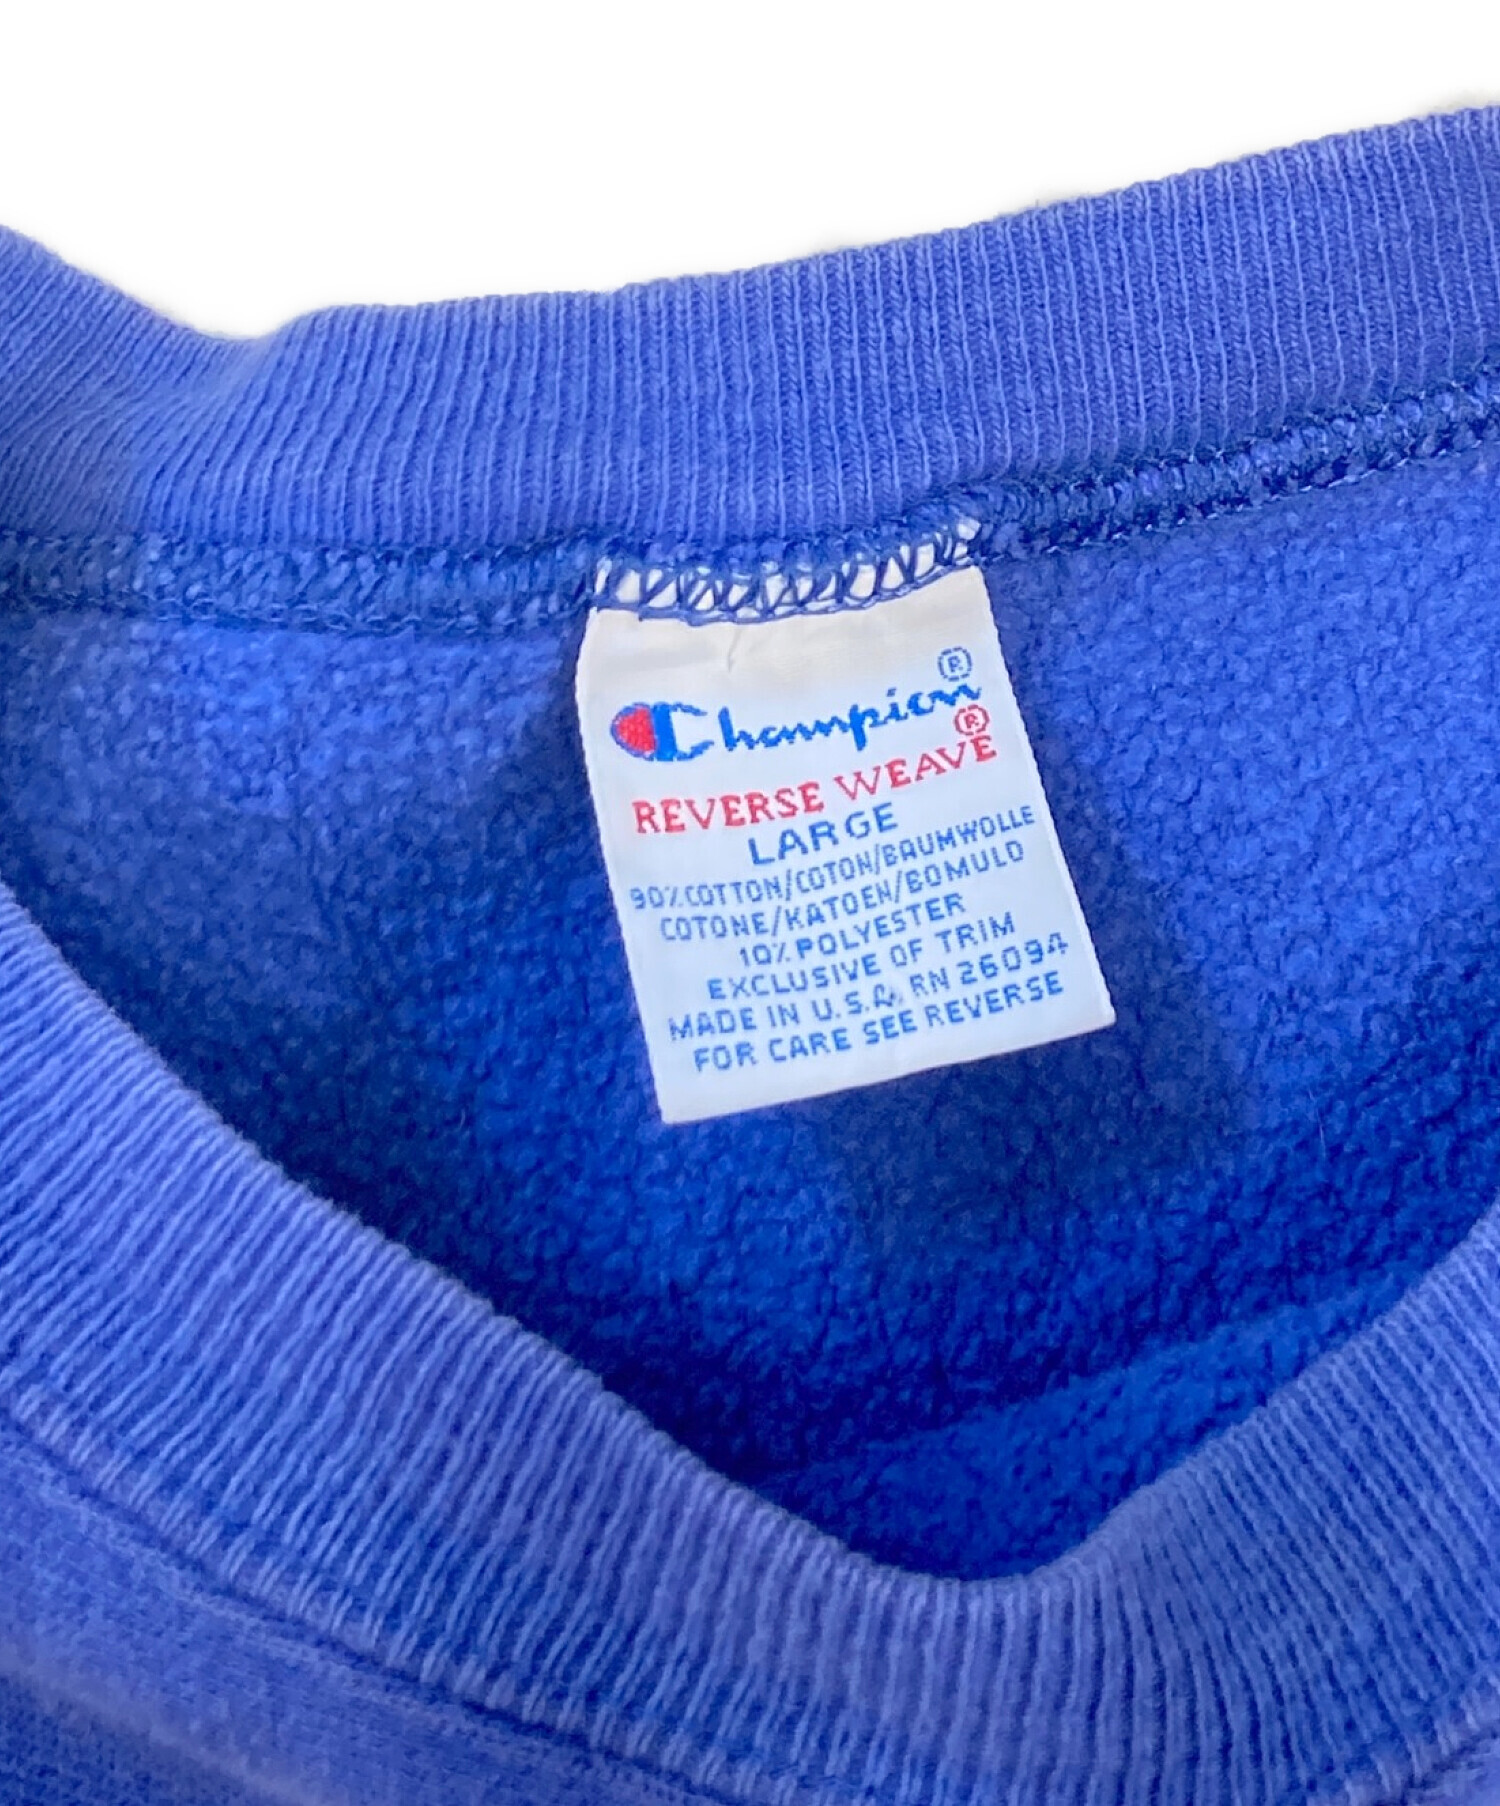 Champion®
REVERSE WEAVE®
LARGE
90%COTTON/COTON/BAUMWOLLE
COTONE/KATOEN/BOMULD
10%POLYESTER
EXCLUSIVE OF TRIM
MADE IN U.S.A. RN 26094
FOR CARE SEE REVERSE